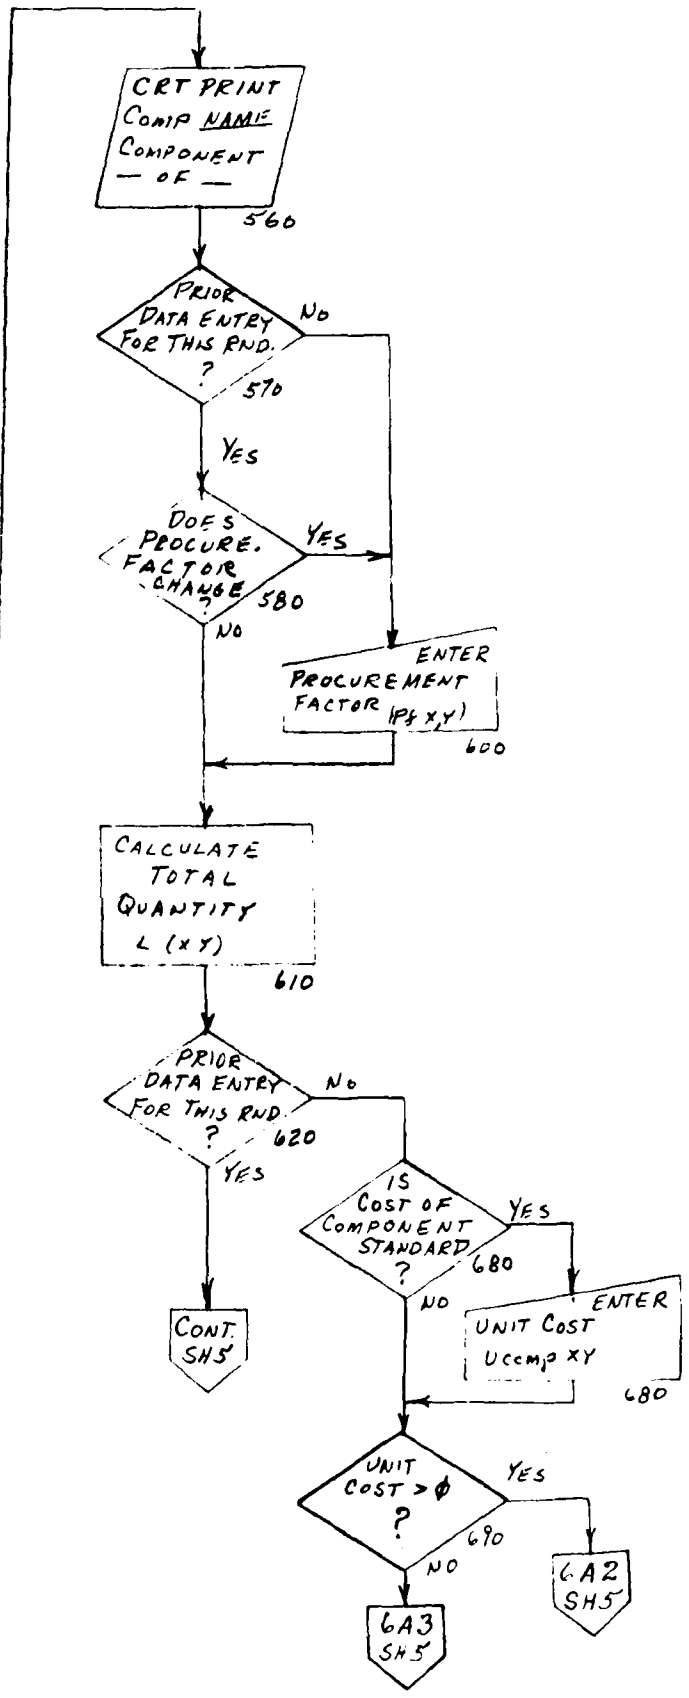 CRT PRINT
COMP NAME
COMPONENT
— OF —
560
PRIOR
DATA ENTRY
FOR THIS RND.
?
570
NO
YES
DOES
PROCURE.
FACTOR
CHANGE
?
580
YES
NO
ENTER
PROCUREMENT
FACTOR (Pf X,Y)
600
CALCULATE
TOTAL
QUANTITY
L (X Y)
610
PRIOR
DATA ENTRY
FOR THIS RND
?
620
NO
YES
CONT.
SH5
IS
COST OF
COMPONENT
STANDARD
?
680
YES
NO
ENTER
UNIT COST
Ucomp XY
680
UNIT
COST > ϕ
?
690
YES
NO
6A2
SH5
6A3
SH5